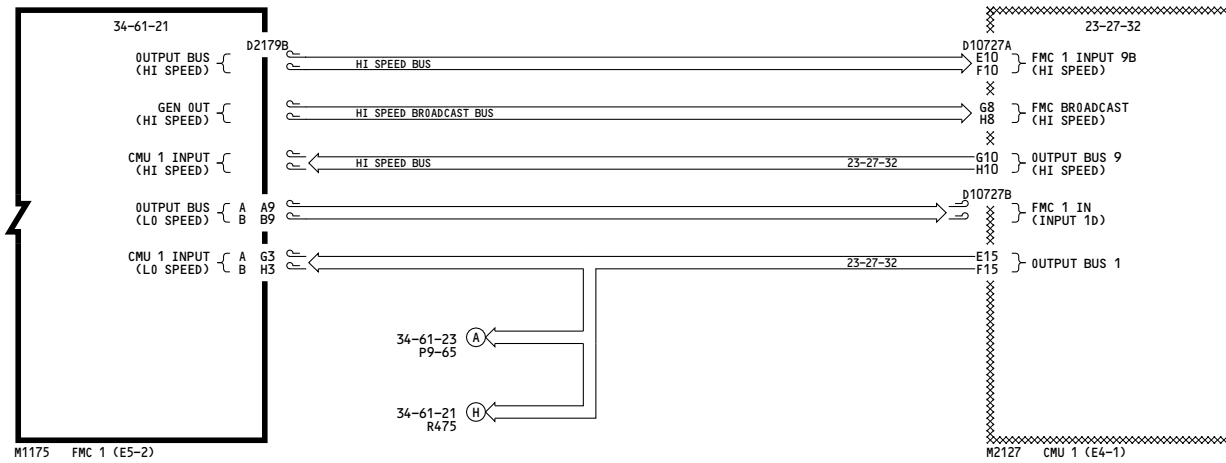 34-61-21
23-27-32
D2179B
D10727A
OUTPUT BUS
(HI SPEED)
HI SPEED BUS
E10
F10
FMC 1 INPUT 9B
(HI SPEED)
GEN OUT
(HI SPEED)
HI SPEED BROADCAST BUS
G8
H8
FMC BROADCAST
(HI SPEED)
CMU 1 INPUT
(HI SPEED)
HI SPEED BUS
23-27-32
G10
H10
OUTPUT BUS 9
(HI SPEED)
D10727B
OUTPUT BUS
(LO SPEED)
A A9
B B9
FMC 1 IN
(INPUT 1D)
CMU 1 INPUT
(LO SPEED)
A G3
B H3
23-27-32
E15
F15
OUTPUT BUS 1
34-61-23
P9-65
A
34-61-21
R475
H
M1175 FMC 1 (E5-2)
M2127 CMU 1 (E4-1)